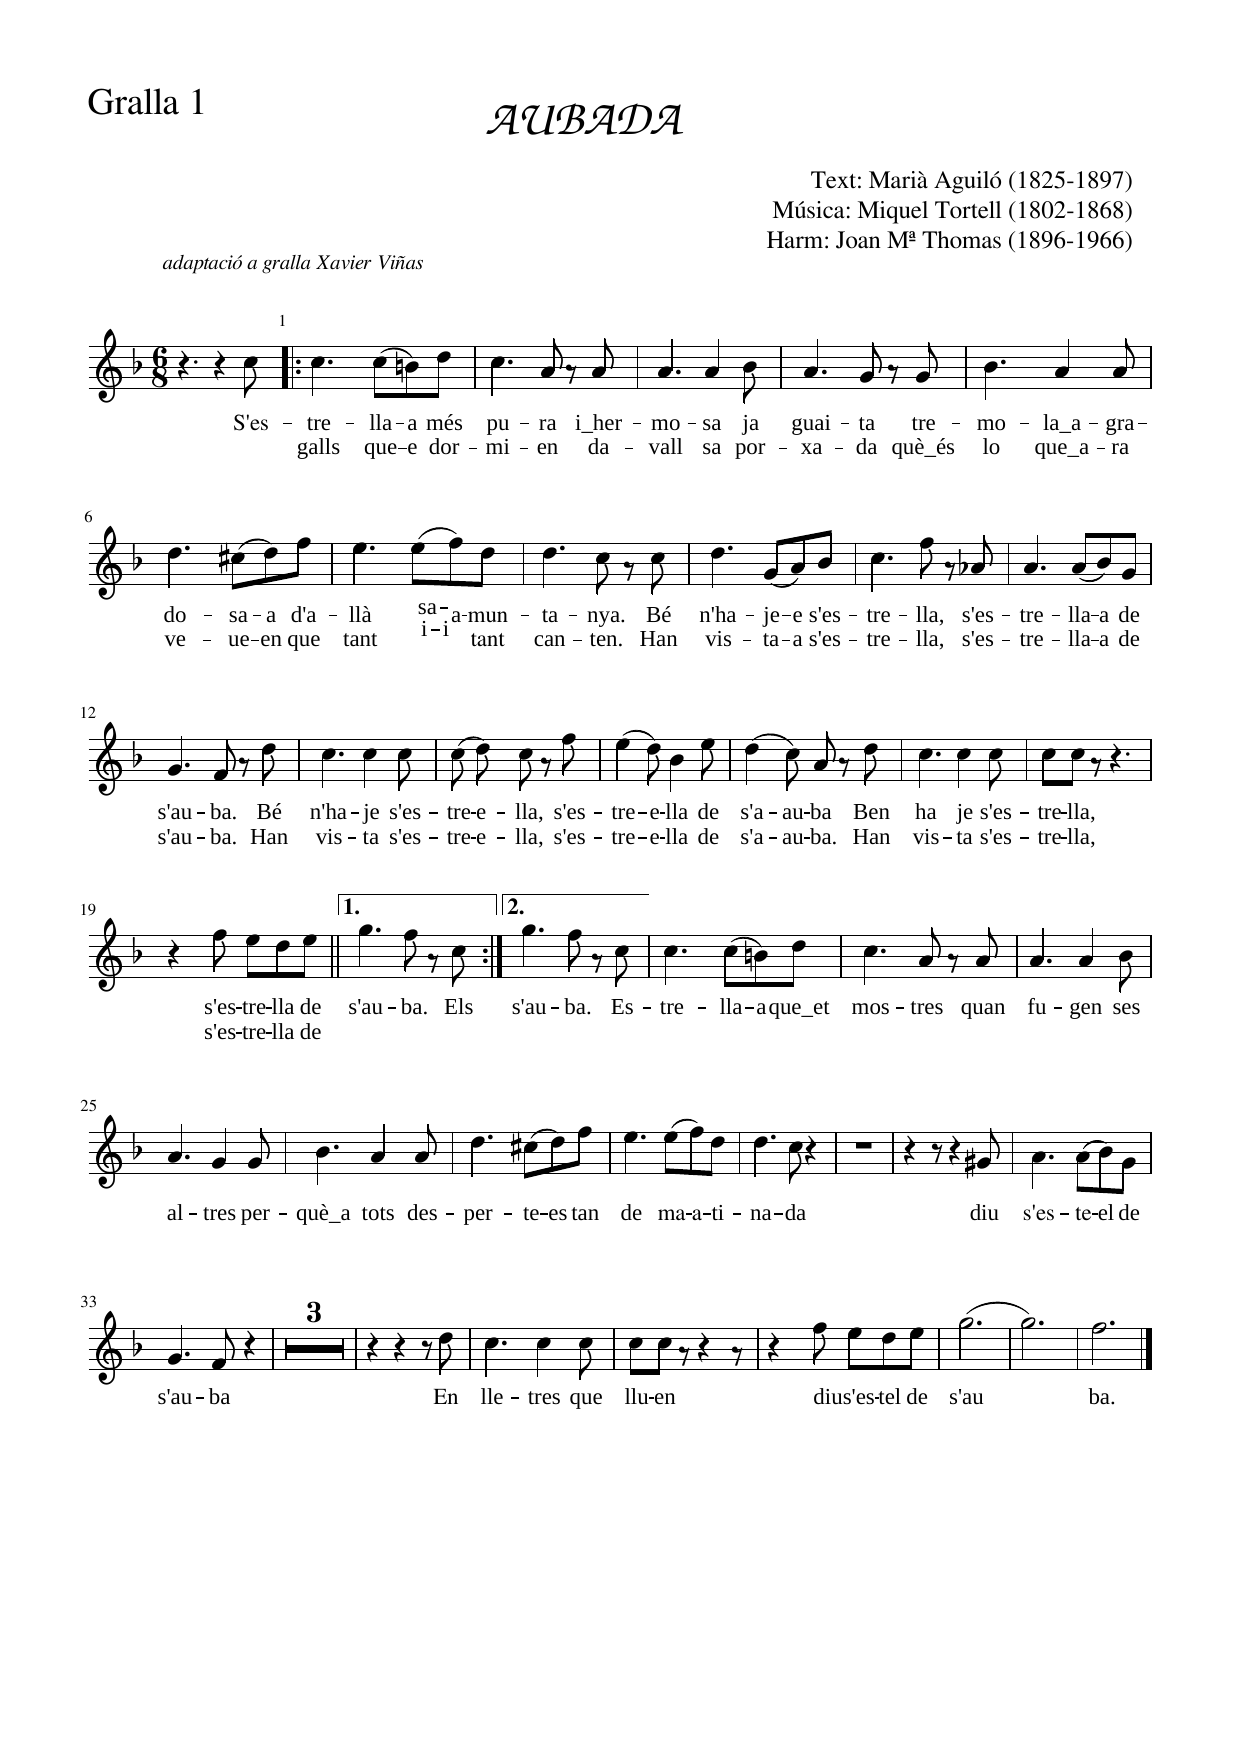 Gralla 1
AUBADA
Text: Marià Aguiló (1825-1897)
Música: Miquel Tortell (1802-1868)
Harm: Joan Mª Thomas (1896-1966)
adaptació a gralla Xavier Viñas
1
S'es – tre – lla – a més pu – ra i_her – mo – sa ja guai – ta tre – mo – la_a – gra –
galls que – e dor – mi – en da – vall sa por – xa – da què_és lo que_a – ra
6
do – sa – a d'a – llà sa – a-mun – ta – nya. Bé n'ha – je – e s'es – tre – lla, s'es – tre – lla – a de
ve – ue – en que tant i – i tant can – ten. Han vis – ta – a s'es – tre – lla, s'es – tre – lla – a de
12
s'au – ba. Bé n'ha – je s'es – tre-e – lla, s'es – tre – e-lla de s'a – au-ba Ben ha je s'es – tre-lla,
s'au – ba. Han vis – ta s'es – tre-e – lla, s'es – tre – e-lla de s'a – au-ba. Han vis – ta s'es – tre-lla,
19
1. 2.
s'es-tre-lla de s'au – ba. Els s'au – ba. Es – tre – lla – a que_et mos – tres quan fu – gen ses
s'es-tre-lla de
25
al – tres per – què_a tots des – per – te – es tan de ma-a – ti – na – da diu s'es – te-el de
33
3
s'au – ba En lle – tres que llu-en dius'es-tel de s'au ba.